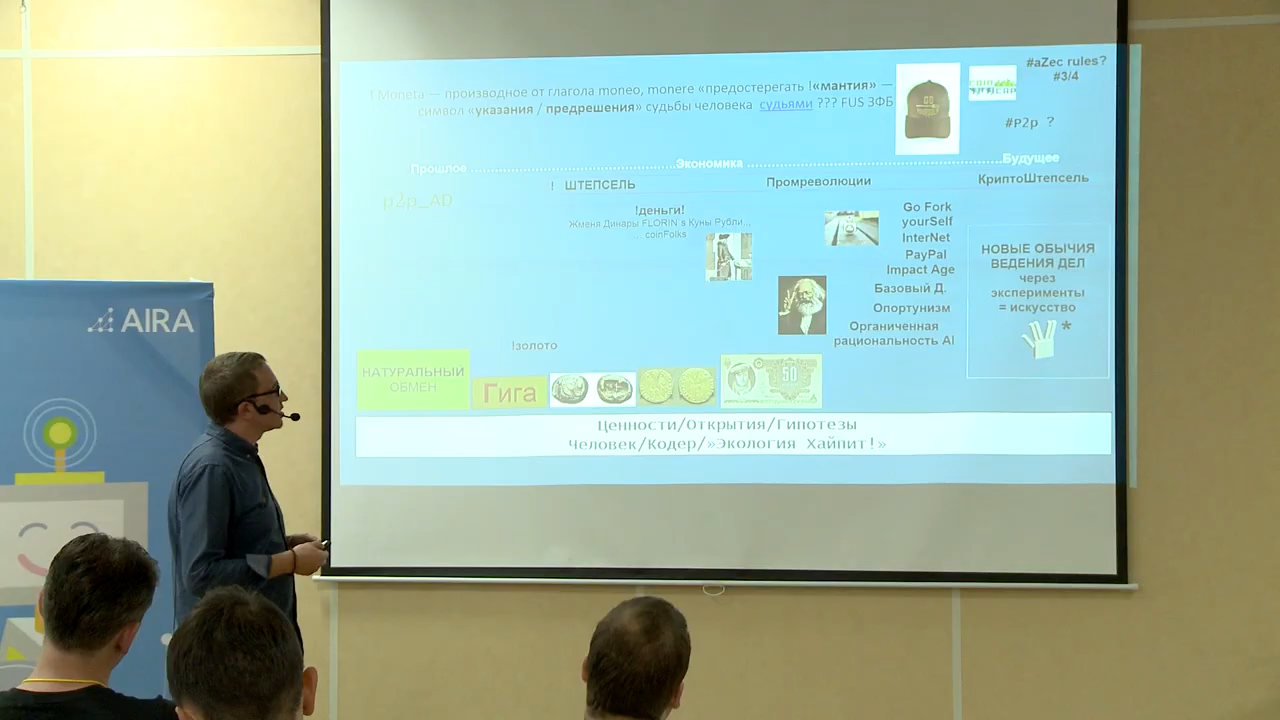 ! Moneta — производное от глагола moneo, monere «предостерегать !«мантия» —
символ «указания / предрешения» судьбы человека судьями ??? FUS ЗФБ
#aZec rules?
#3/4
#P2p ?
Прошлое ... Экономика ... Будущее
p2p_AD
! ШТЕПСЕЛЬ
Промреволюции
КриптоШтепсель
!деньги!
Жменя Динары FLORIN`s Куны Рубли...
... coinFolks
Go Fork
yourSelf
InterNet
PayPal
Impact Age
Базовый Д.
Опортунизм
Органиченная
рациональность AI
НОВЫЕ ОБЫЧИЯ
ВЕДЕНИЯ ДЕЛ
через
эксперименты
= искусство
*
!золото
НАТУРАЛЬНЫЙ
ОБМЕН
Гига
50
Ценности/Открытия/Гипотезы
Человек/Кодер/»Экология Хайпит!»
AIRA